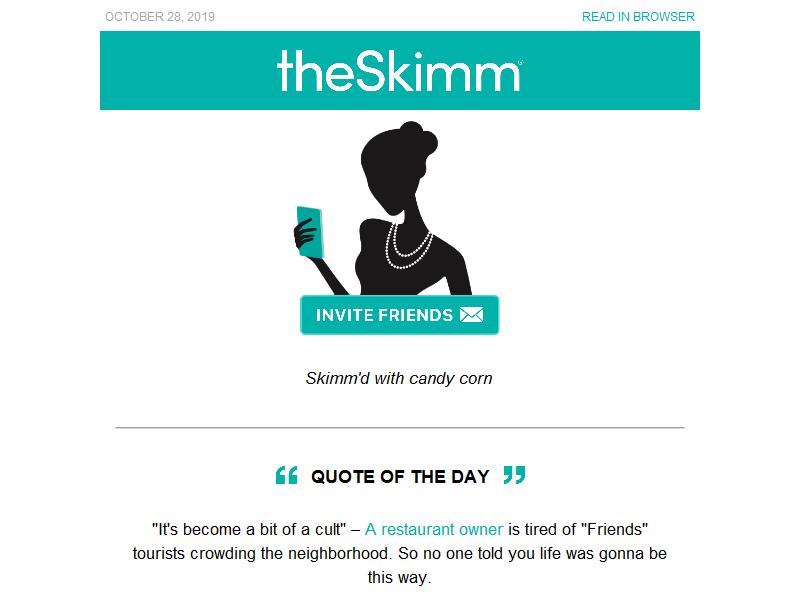 OCTOBER 28, 2019 READ IN BROWSER
theSkimm®
INVITE FRIENDS
Skimm'd with candy corn
“ QUOTE OF THE DAY ”
"It's become a bit of a cult" – A restaurant owner is tired of "Friends"
tourists crowding the neighborhood. So no one told you life was gonna be
this way.